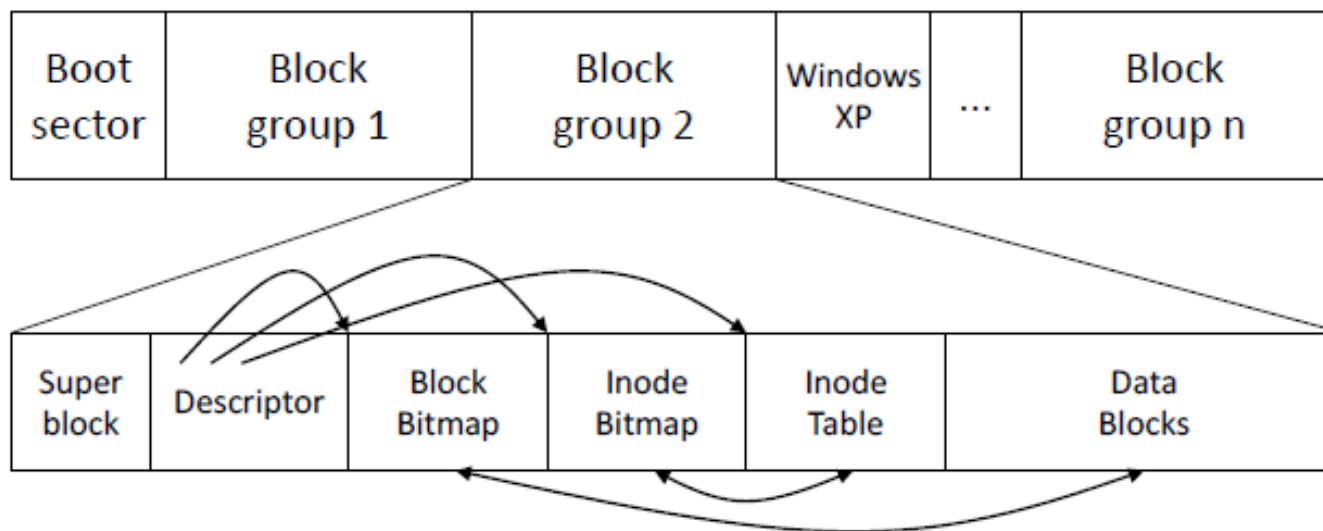 Boot
sector
Block
group 1
Block
group 2
Windows
XP
...
Block
group n
Super
block
Descriptor
Block
Bitmap
Inode
Bitmap
Inode
Table
Data
Blocks